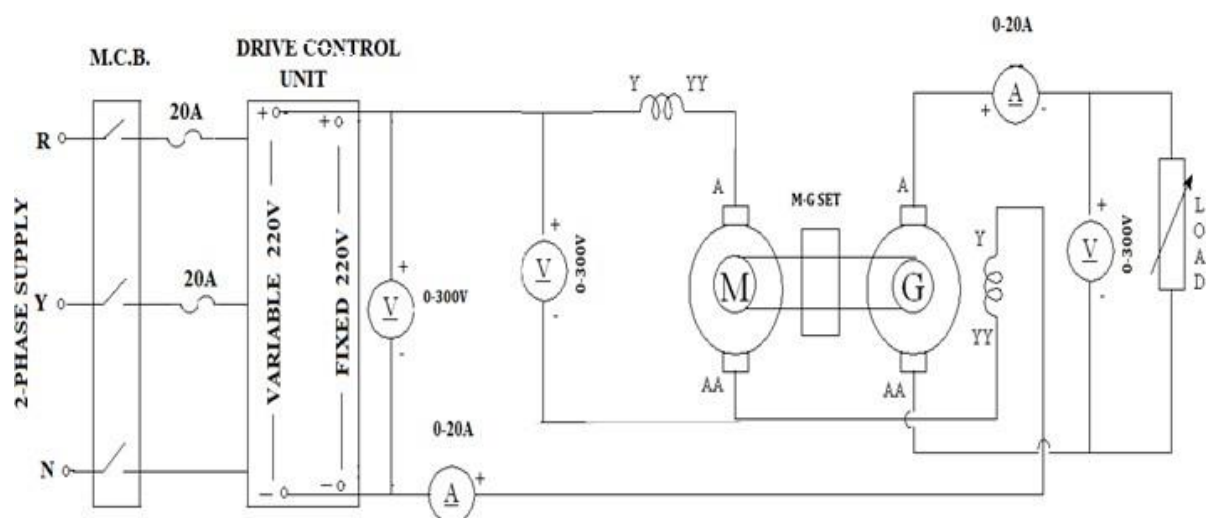 M.C.B.
DRIVE CONTROL
UNIT
0-20A
20A
Y YY
A
+ -
R
+
+
2-PHASE SUPPLY
VARIABLE 220V
FIXED 220V
A
M-G SET
A
+
V
0-300V
-
+
V
0-300V
-
M
G
Y
YY
+
V
0-300V
-
LOAD
20A
Y
AA
AA
0-20A
N
-
-
A
+